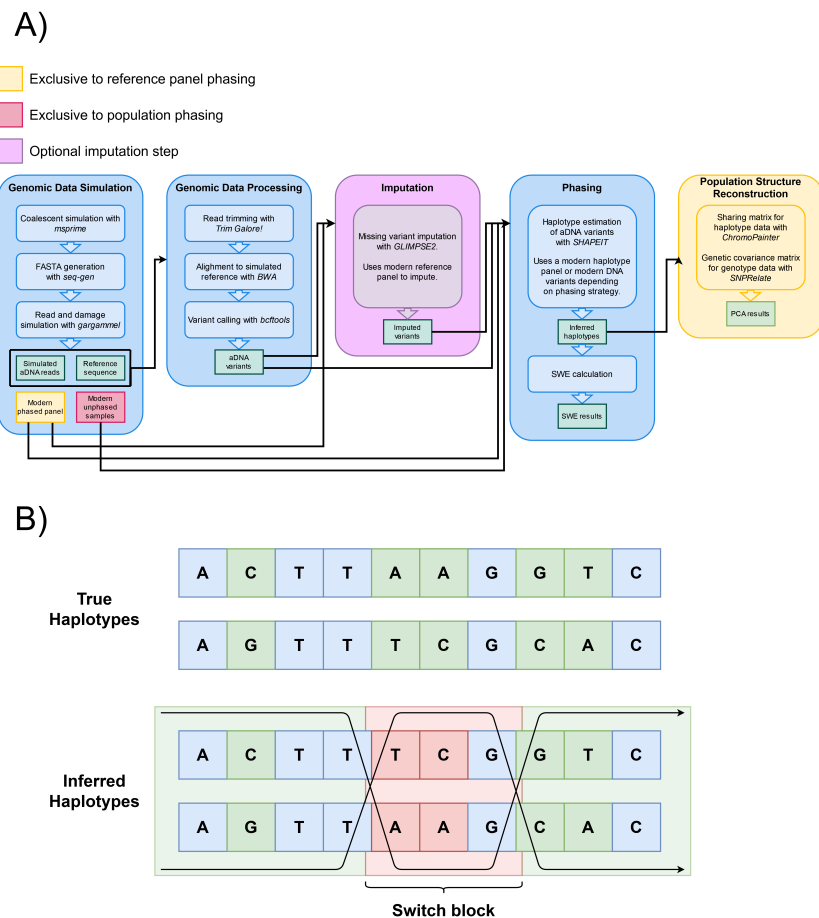 A)
Exclusive to reference panel phasing
Exclusive to population phasing
Optional imputation step
Genomic Data Simulation
Coalescent simulation with
msprime
FASTA generation
with seq-gen
Read and damage
simulation with gargammel
Simulated
aDNA reads
Reference
sequence
Modern
phased panel
Modern
unphased
samples
Genomic Data Processing
Read trimming with
Trim Galore!
Alignment to simulated
reference with BWA
Variant calling with bcftools
aDNA
variants
Imputation
Missing variant imputation
with GLIMPSE2.
Uses modern reference
panel to impute.
Imputed
variants
Phasing
Haplotype estimation
of aDNA variants
with SHAPEIT
Uses a modern haplotype
panel or modern DNA
variants depending
on phasing strategy.
Inferred
haplotypes
SWE calculation
SWE results
Population Structure
Reconstruction
Sharing matrix for
haplotype data with
ChromoPainter
Genetic covariance matrix
for genotype data with
SNPRelate
PCA results
B)
True
Haplotypes
A C T T A A G G T C
A G T T T C G C A C
Inferred
Haplotypes
A C T T T C G G T C
A G T T A A G C A C
Switch block